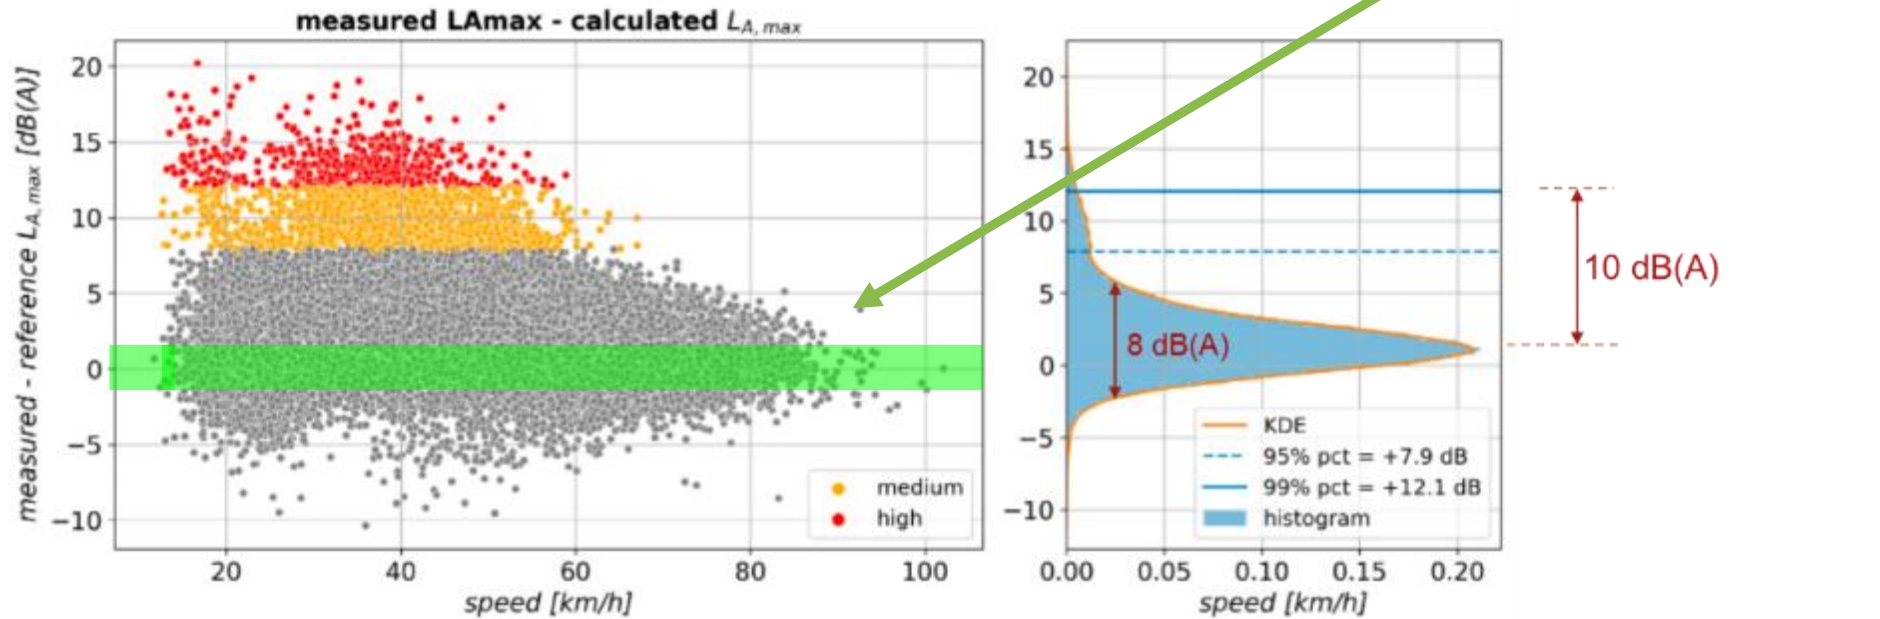 measured LAmax - calculated L_{A, max}
measured - reference L_{A, max} [dB(A)]
20
15
10
5
0
−5
−10
20
40
60
80
100
speed [km/h]
medium
high
20
15
10
5
0
−5
−10
0.00
0.05
0.10
0.15
0.20
speed [km/h]
8 dB(A)
KDE
95% pct = +7.9 dB
99% pct = +12.1 dB
histogram
10 dB(A)